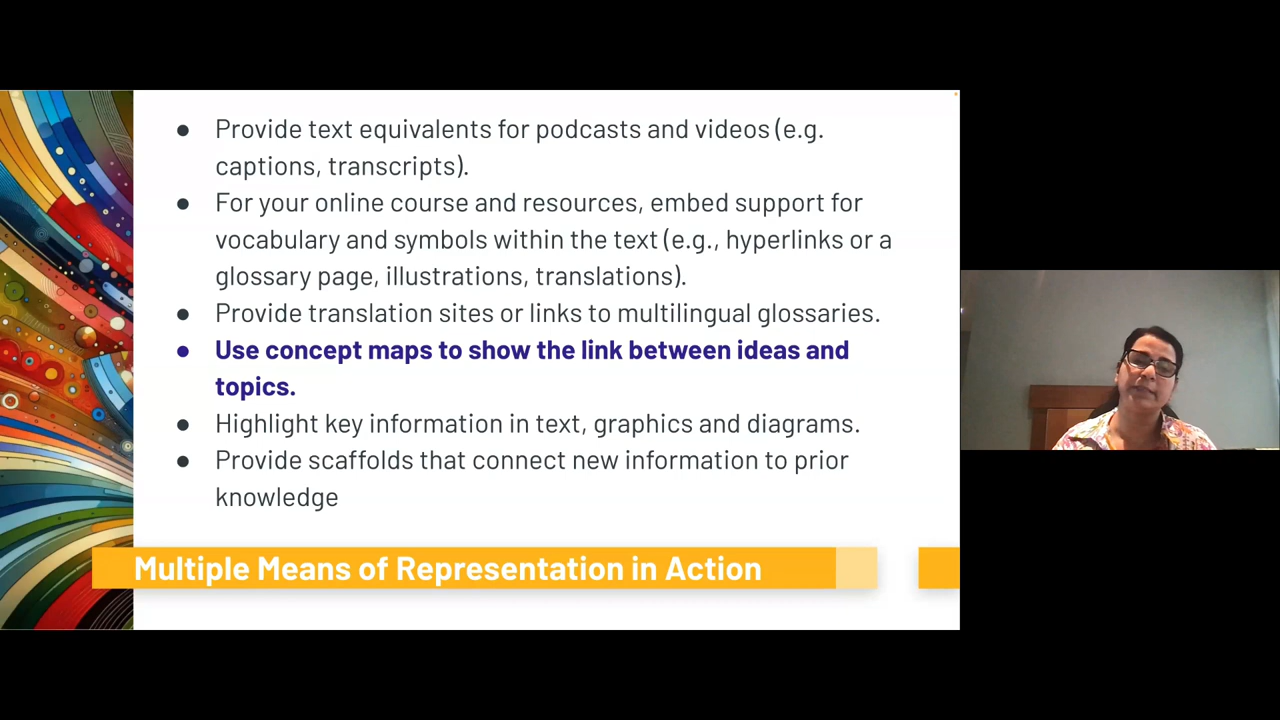 ● Provide text equivalents for podcasts and videos (e.g.
captions, transcripts).
● For your online course and resources, embed support for
vocabulary and symbols within the text (e.g., hyperlinks or a
glossary page, illustrations, translations).
● Provide translation sites or links to multilingual glossaries.
● Use concept maps to show the link between ideas and
topics.
● Highlight key information in text, graphics and diagrams.
● Provide scaffolds that connect new information to prior
knowledge
Multiple Means of Representation in Action